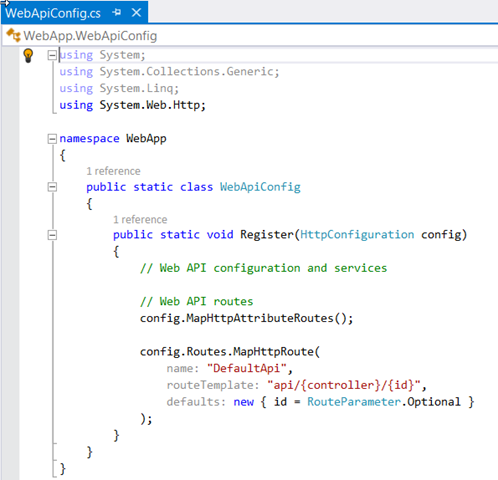 WebApiConfig.cs
WebApp.WebApiConfig
using System;
using System.Collections.Generic;
using System.Linq;
using System.Web.Http;
namespace WebApp
{
1 reference
public static class WebApiConfig
{
1 reference
public static void Register(HttpConfiguration config)
{
// Web API configuration and services
// Web API routes
config.MapHttpAttributeRoutes();
config.Routes.MapHttpRoute(
name: "DefaultApi",
routeTemplate: "api/{controller}/{id}",
defaults: new { id = RouteParameter.Optional }
);
}
}
}